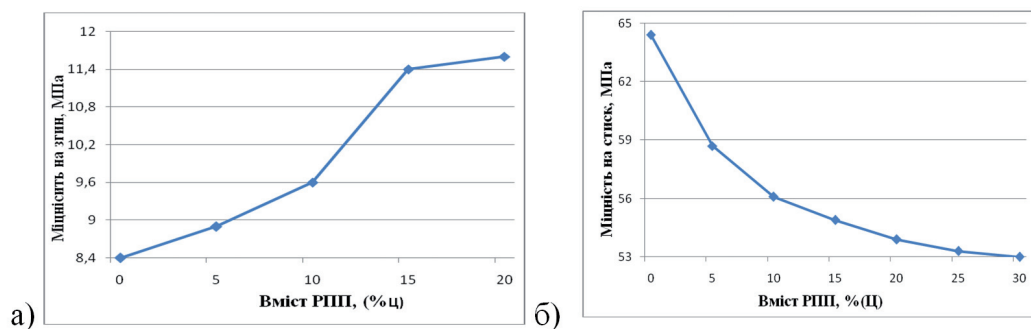 12
11,4
10,8
10,2
9,6
9
8,4
Міцнісить на згин, МПа
0 5 10 15 20
Вміст РПП, (%ц)
а)
65
62
59
56
53
Міцність на стиск, МПа
0 5 10 15 20 25 30
Вміст РПП, %(Ц)
б)